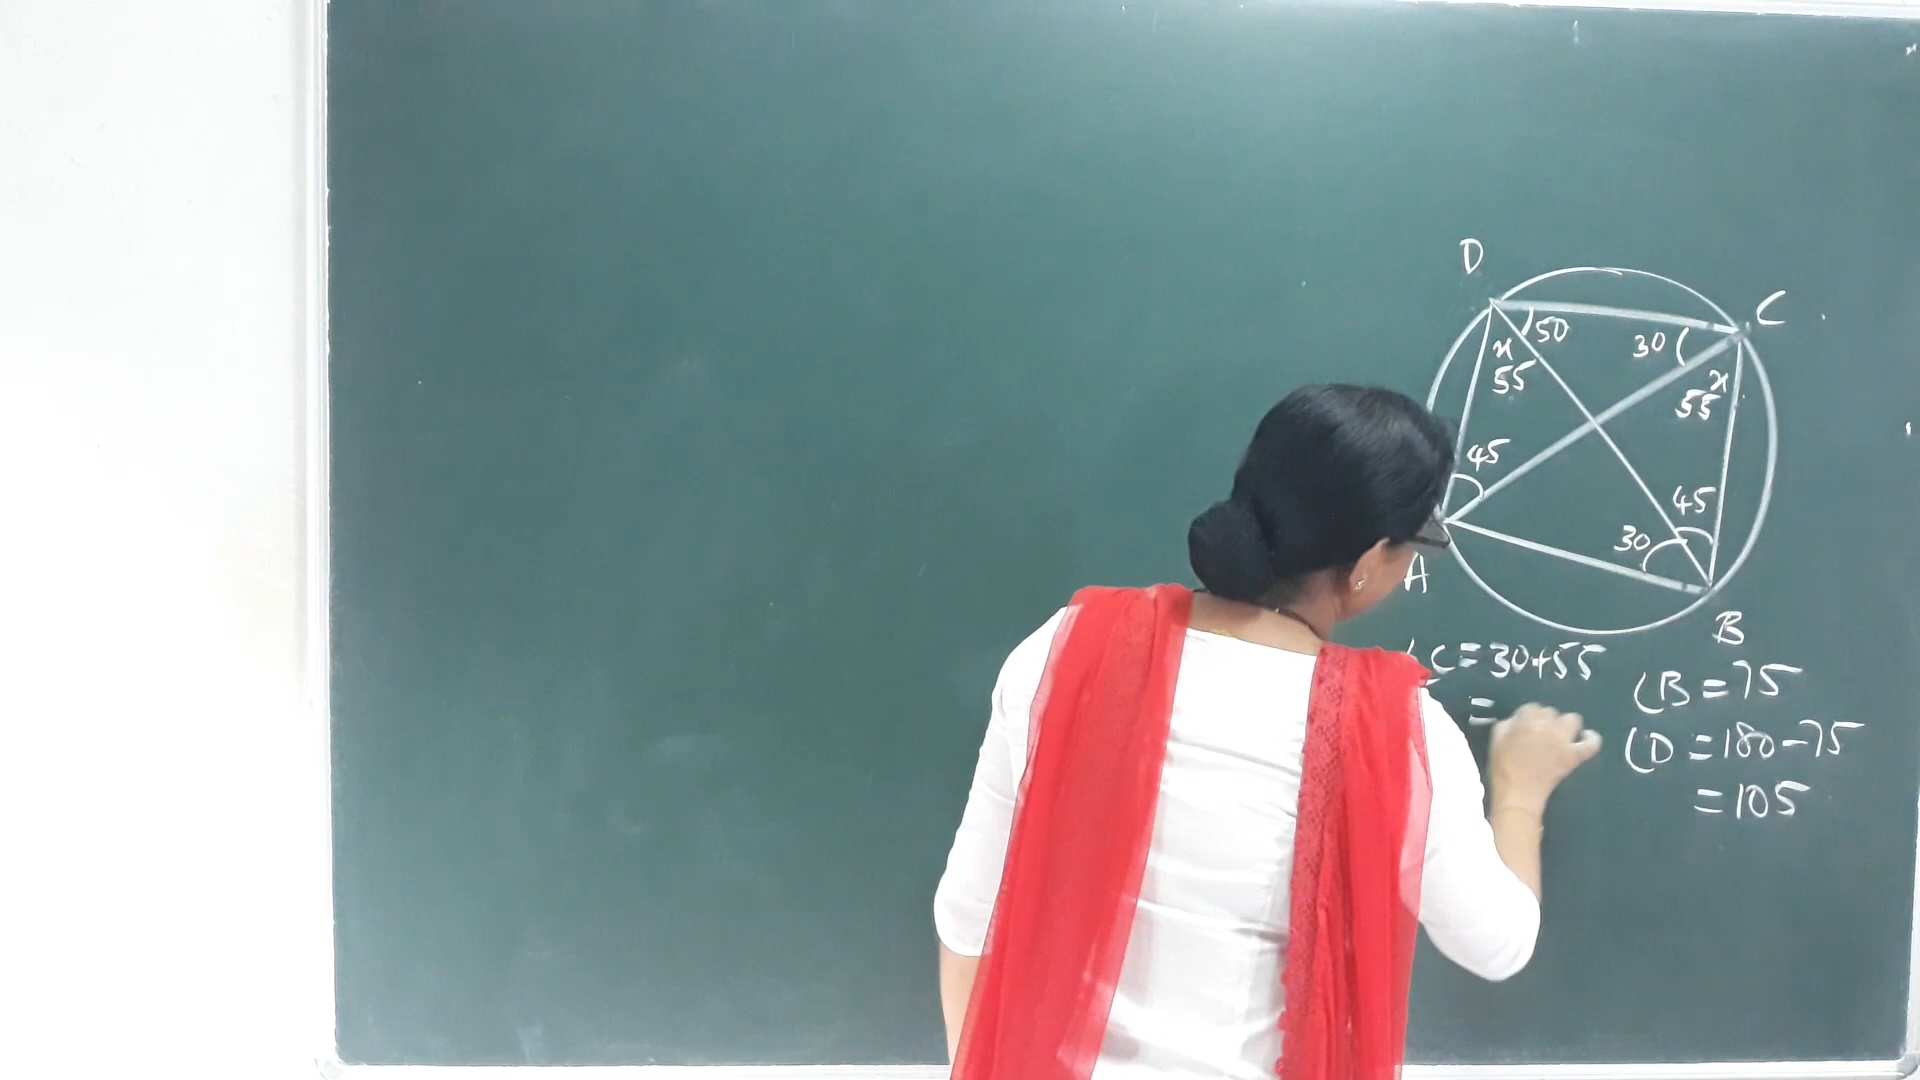 D
C
50
30
x
55
x
55
45
45
30
A
B
∠C = 30+55
=
∠B = 75
∠D = 180-75
= 105